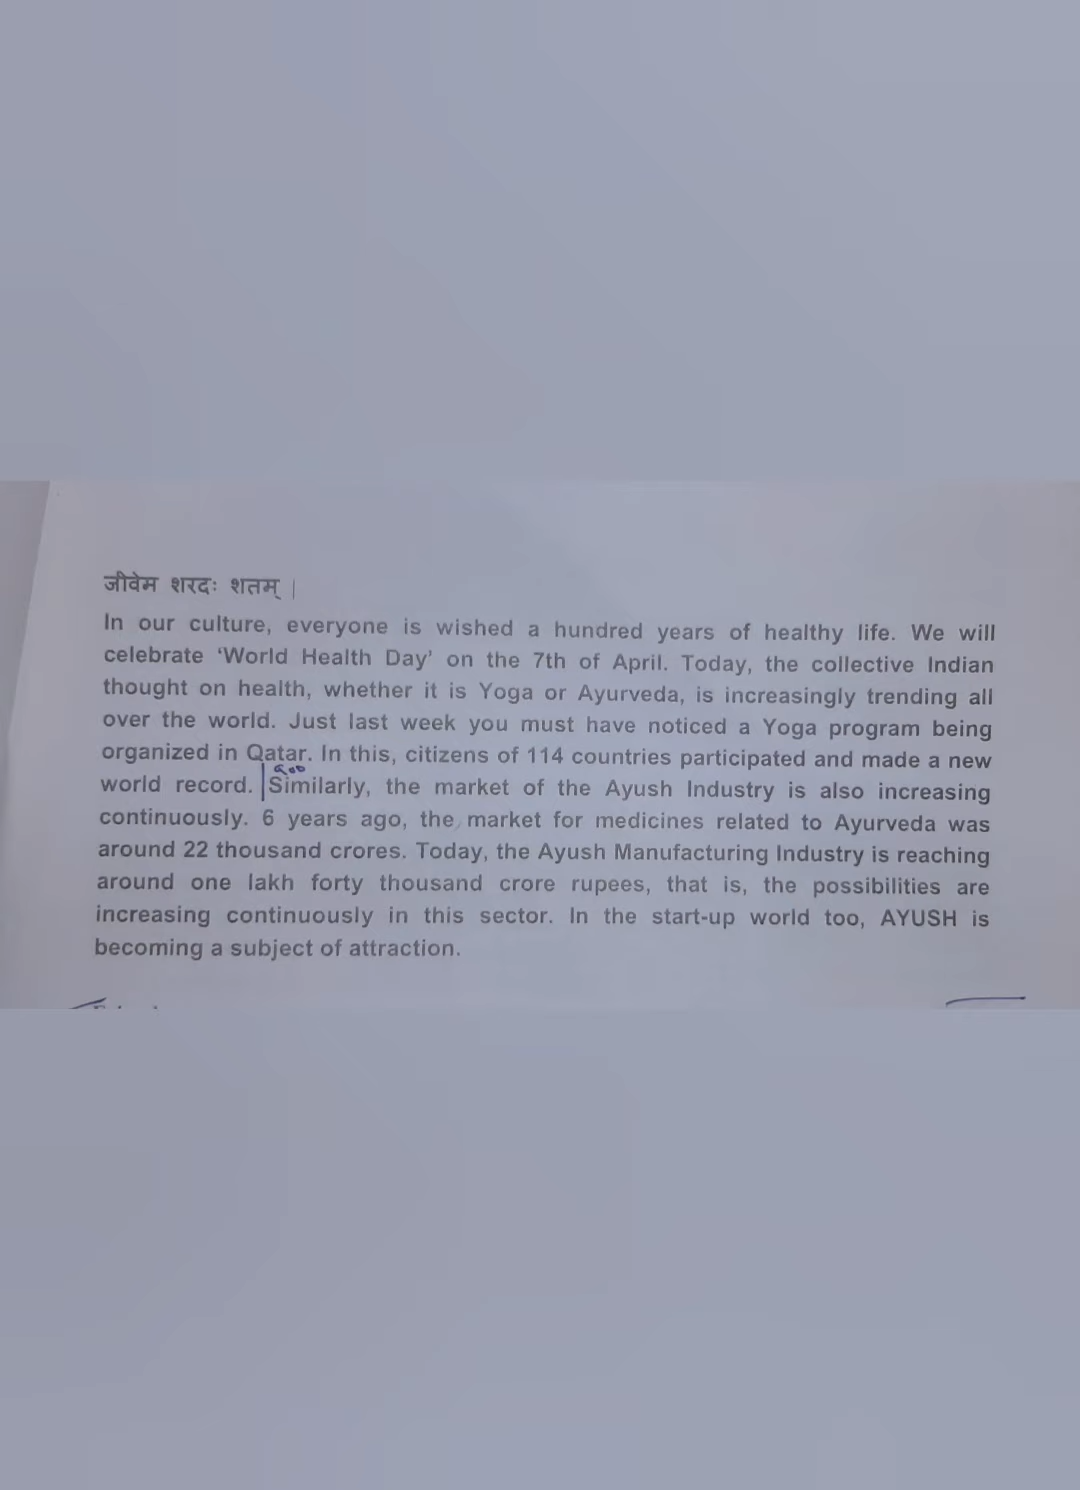 जीवेम शरदः शतम् |
In our culture, everyone is wished a hundred years of healthy life. We will
celebrate ‘World Health Day’ on the 7th of April. Today, the collective Indian
thought on health, whether it is Yoga or Ayurveda, is increasingly trending all
over the world. Just last week you must have noticed a Yoga program being
organized in Qatar. In this, citizens of 114 countries participated and made a new
world record. Similarly, the market of the Ayush Industry is also increasing
continuously. 6 years ago, the market for medicines related to Ayurveda was
around 22 thousand crores. Today, the Ayush Manufacturing Industry is reaching
around one lakh forty thousand crore rupees, that is, the possibilities are
increasing continuously in this sector. In the start-up world too, AYUSH is
becoming a subject of attraction.